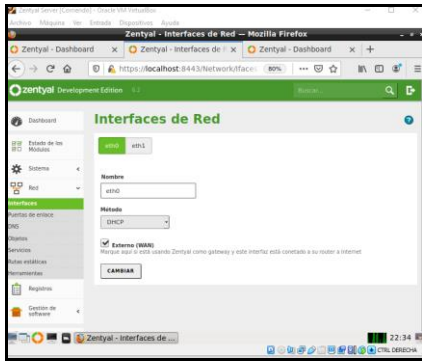 Zentyal Server (Comenzado) - Oracle VM VirtualBox
Archivo Máquina Ver Entrada Dispositivos Ayuda
Zentyal - Interfaces de Red — Mozilla Firefox
Zentyal - Dashboard
Zentyal - Interfaces de R
Zentyal - Dashboard
https://localhost:8443/Network/Ifaces
80%
zentyal Development Edition 6.2
Buscar...
Dashboard
Estado de los Módulos
Sistema
Red
Interfaces
Puertas de enlace
DNS
Objetos
Servicios
Rutas estáticas
Herramientas
Registros
Gestión de software
Interfaces de Red
eth0 eth1
Nombre
eth0
Método
DHCP
Externo (WAN)
Marque aquí si está usando Zentyal como gateway y este interfaz está conetado a su router a Internet
CAMBIAR
Zentyal - Interfaces de ...
22:34
CTRL DERECHA